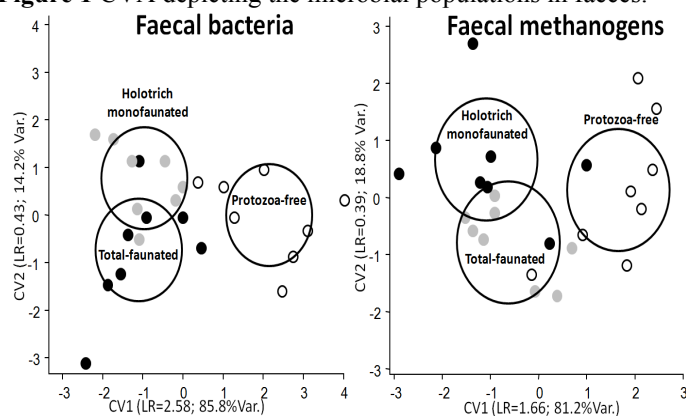 Figure 1 CVA depicting the microbial populations in faeces.
Faecal bacteria
4
3
2
1
0
-1
-2
-3
CV2 (LR=0.43; 14.2% Var.)
Holotrich
monofaunated
Protozoa-free
Total-faunated
-3 -2 -1 0 1 2 3 4
CV1 (LR=2.58; 85.8%Var.)
Faecal methanogens
3
2
1
0
-1
-2
-3
CV2 (LR=0.39; 18.8% Var.)
Holotrich
monofaunated
Protozoa-free
Total-faunated
-3 -2 -1 0 1 2 3
CV1 (LR=1.66; 81.2%Var.)